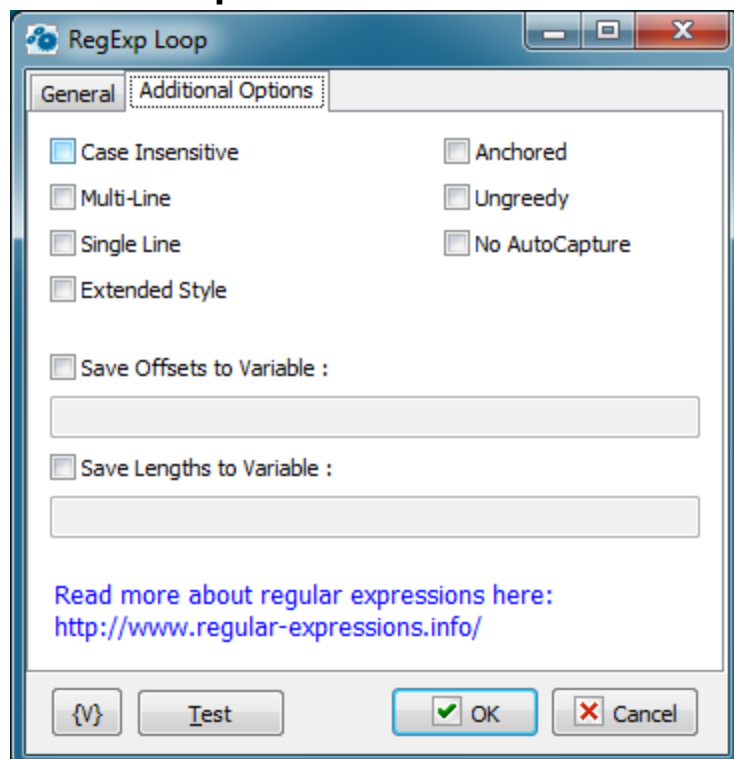 RegExp Loop
General Additional Options
Case Insensitive Anchored
Multi-Line Ungreedy
Single Line No AutoCapture
Extended Style
Save Offsets to Variable :
Save Lengths to Variable :
Read more about regular expressions here:
http://www.regular-expressions.info/
{V} Test OK Cancel